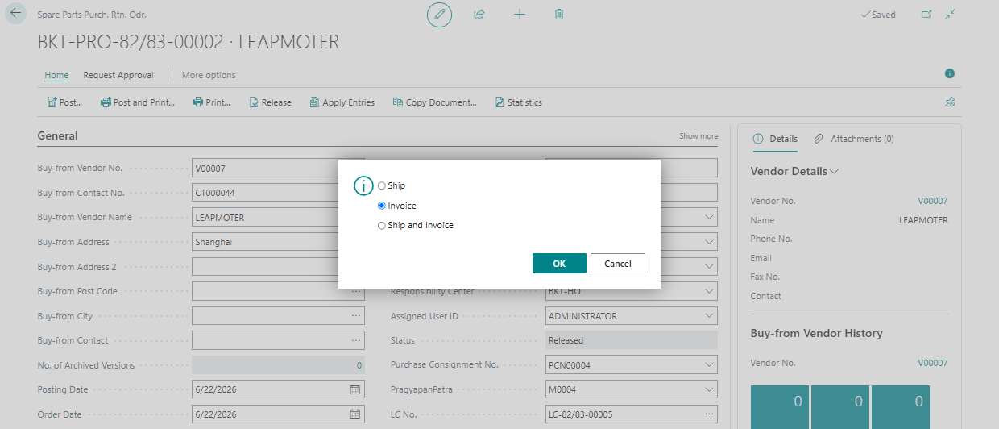 Spare Parts Purch. Rtn. Odr.
Saved
BKT-PRO-82/83-00002 · LEAPMOTER
Home Request Approval More options
Post... Post and Print... Print... Release Apply Entries Copy Document... Statistics
General
Show more
Buy-from Vendor No. V00007
Buy-from Contact No. CT000044
Buy-from Vendor Name LEAPMOTER
Buy-from Address Shanghai
Buy-from Address 2
Buy-from Post Code
Buy-from City
Buy-from Contact
No. of Archived Versions 0
Posting Date 6/22/2026
Order Date 6/22/2026
Ship
Invoice
Ship and Invoice
OK Cancel
Responsibility Center BKT-HO
Assigned User ID ADMINISTRATOR
Status Released
Purchase Consignment No. PCN00004
PragyapanPatra M0004
LC No. LC-82/83-00005
Details Attachments (0)
Vendor Details
Vendor No. V00007
Name LEAPMOTER
Phone No.
Email
Fax No.
Contact
Buy-from Vendor History
Vendor No. V00007
0 0 0